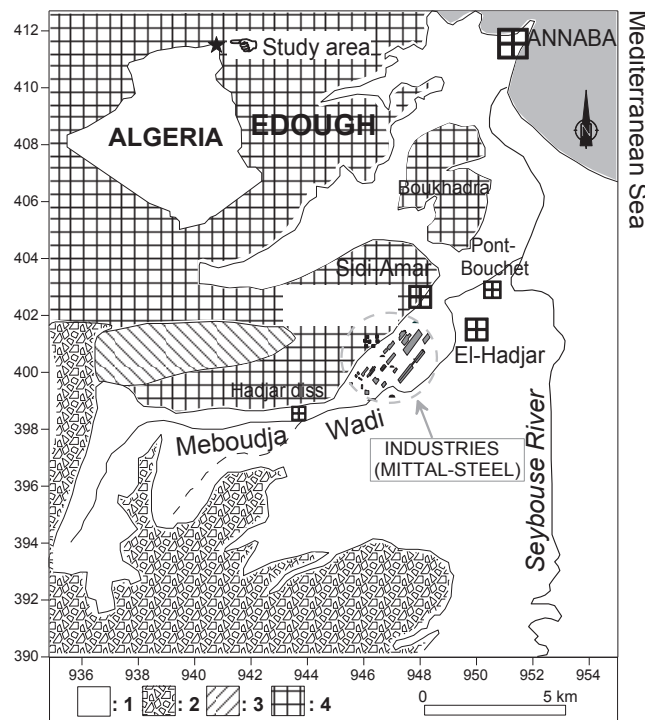 412
410
408
406
404
402
400
398
396
394
392
390
Study area
ALGERIA
EDOUGH
ANNABA
N
Mediterranean Sea
Boukhadra
Pont-
Bouchet
Sidi-Amar
El-Hadjar
Hadjar diss
Meboudja
Wadi
INDUSTRIES
(MITTAL-STEEL)
Seybouse River
936 938 940 942 944 946 948 950 952 954
: 1 : 2 : 3 : 4
0 5 km